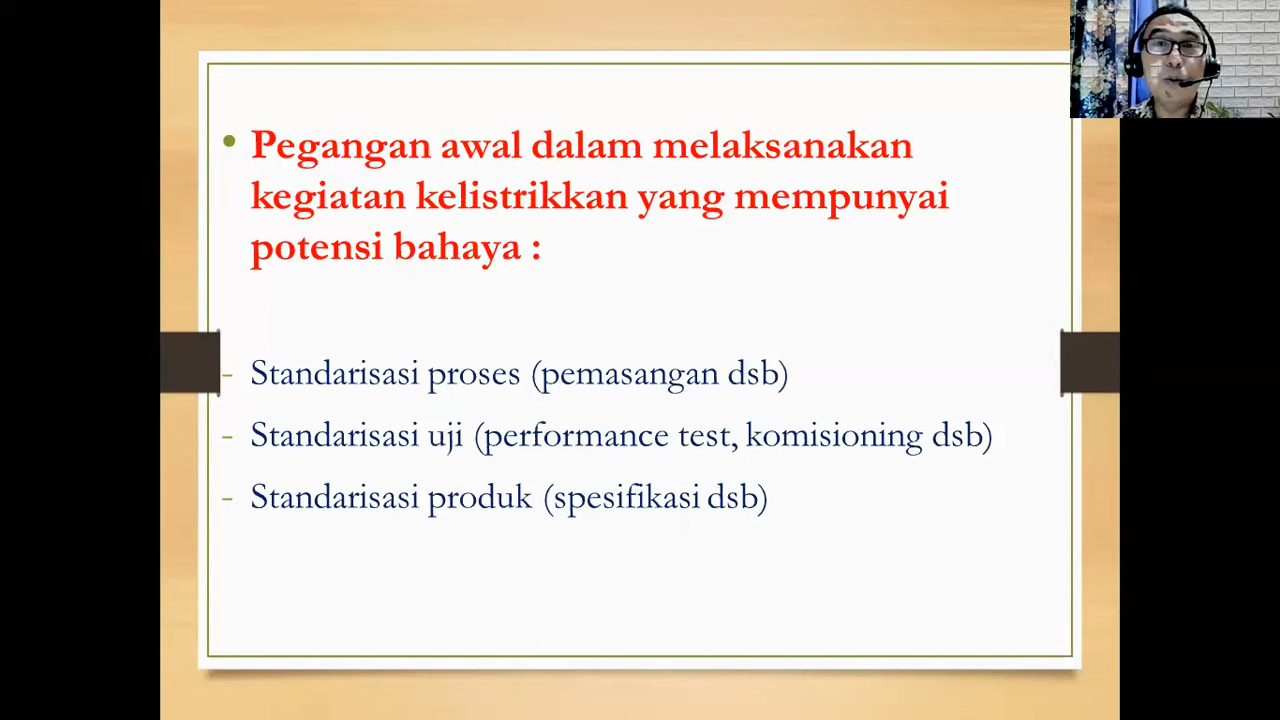 • Pegangan awal dalam melaksanakan
kegiatan kelistrikkan yang mempunyai
potensi bahaya :
- Standarisasi proses (pemasangan dsb)
- Standarisasi uji (performance test, komisioning dsb)
- Standarisasi produk (spesifikasi dsb)